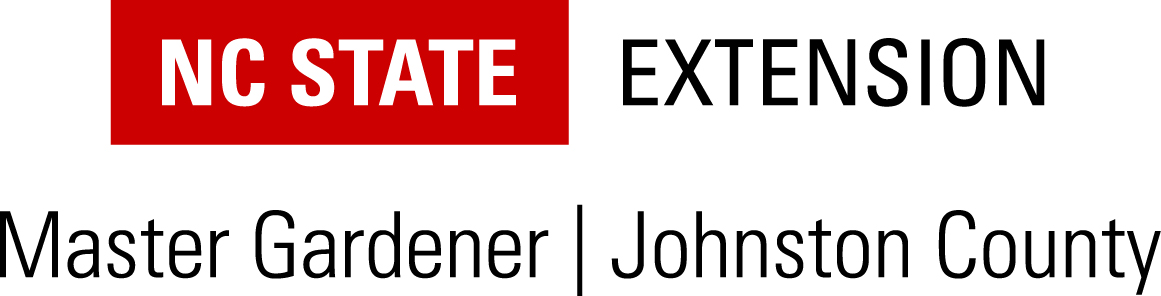 NC STATE EXTENSION
Master Gardener | Johnston County